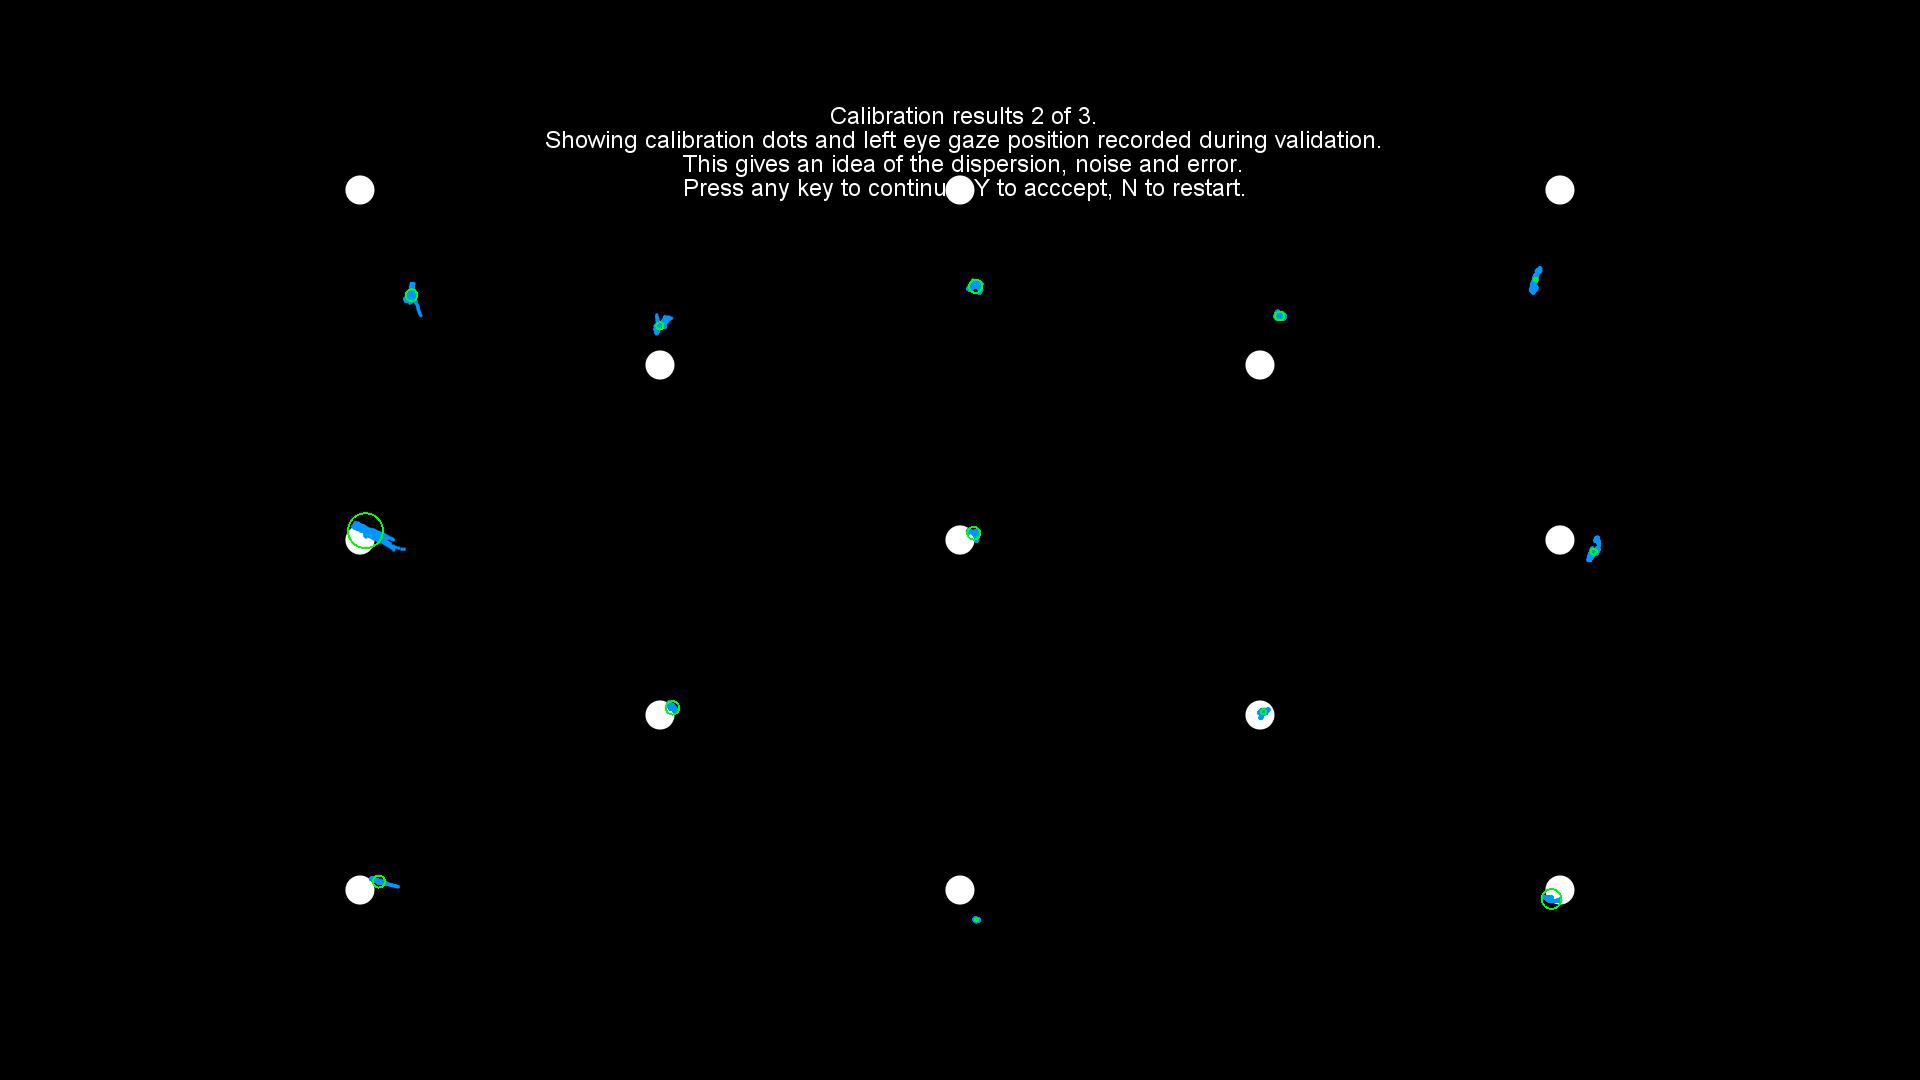 Calibration results 2 of 3.
Showing calibration dots and left eye gaze position recorded during validation.
This gives an idea of the dispersion, noise and error.
Press any key to continu Y to acccept, N to restart.